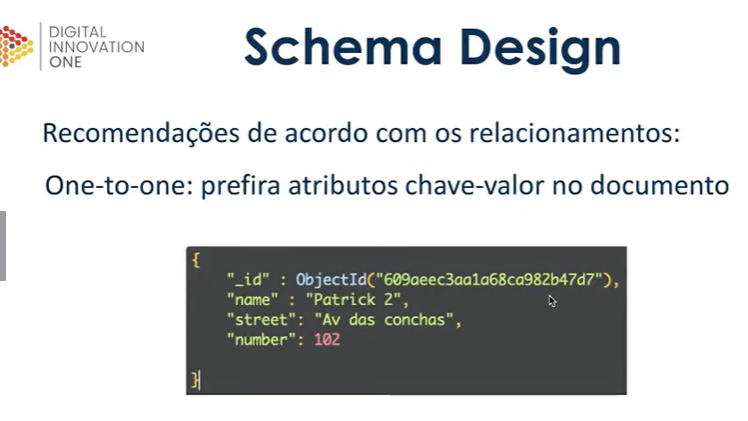 DIGITAL
INNOVATION
ONE
Schema Design
Recomendações de acordo com os relacionamentos:
One-to-one: prefira atributos chave-valor no documento
{
"_id" : ObjectId("609aeec3aa1a68ca982b47d7"),
"name" : "Patrick 2",
"street": "Av das conchas",
"number": 102
}